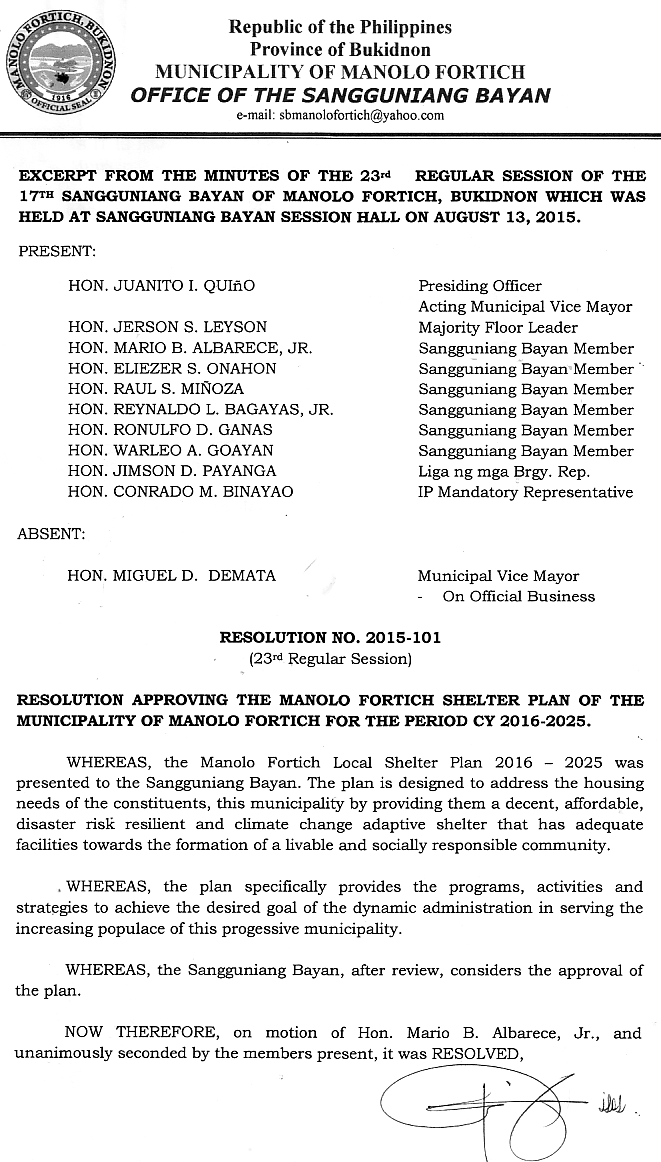 MANOLO FORTICH, BUKIDNON
1916
OFFICIAL SEAL
Republic of the Philippines
Province of Bukidnon
MUNICIPALITY OF MANOLO FORTICH
OFFICE OF THE SANGGUNIANG BAYAN
e-mail: sbmanolofortich@yahoo.com
EXCERPT FROM THE MINUTES OF THE 23rd REGULAR SESSION OF THE
17TH SANGGUNIANG BAYAN OF MANOLO FORTICH, BUKIDNON WHICH WAS
HELD AT SANGGUNIANG BAYAN SESSION HALL ON AUGUST 13, 2015.
PRESENT:
HON. JUANITO I. QUIñO Presiding Officer
Acting Municipal Vice Mayor
HON. JERSON S. LEYSON Majority Floor Leader
HON. MARIO B. ALBARECE, JR. Sangguniang Bayan Member
HON. ELIEZER S. ONAHON Sangguniang Bayan Member
HON. RAUL S. MIÑOZA Sangguniang Bayan Member
HON. REYNALDO L. BAGAYAS, JR. Sangguniang Bayan Member
HON. RONULFO D. GANAS Sangguniang Bayan Member
HON. WARLEO A. GOAYAN Sangguniang Bayan Member
HON. JIMSON D. PAYANGA Liga ng mga Brgy. Rep.
HON. CONRADO M. BINAYAO IP Mandatory Representative
ABSENT:
HON. MIGUEL D. DEMATA Municipal Vice Mayor
- On Official Business
RESOLUTION NO. 2015-101
(23rd Regular Session)
RESOLUTION APPROVING THE MANOLO FORTICH SHELTER PLAN OF THE
MUNICIPALITY OF MANOLO FORTICH FOR THE PERIOD CY 2016-2025.
WHEREAS, the Manolo Fortich Local Shelter Plan 2016 – 2025 was
presented to the Sangguniang Bayan. The plan is designed to address the housing
needs of the constituents, this municipality by providing them a decent, affordable,
disaster risk resilient and climate change adaptive shelter that has adequate
facilities towards the formation of a livable and socially responsible community.
WHEREAS, the plan specifically provides the programs, activities and
strategies to achieve the desired goal of the dynamic administration in serving the
increasing populace of this progessive municipality.
WHEREAS, the Sangguniang Bayan, after review, considers the approval of
the plan.
NOW THEREFORE, on motion of Hon. Mario B. Albarece, Jr., and
unanimously seconded by the members present, it was RESOLVED,